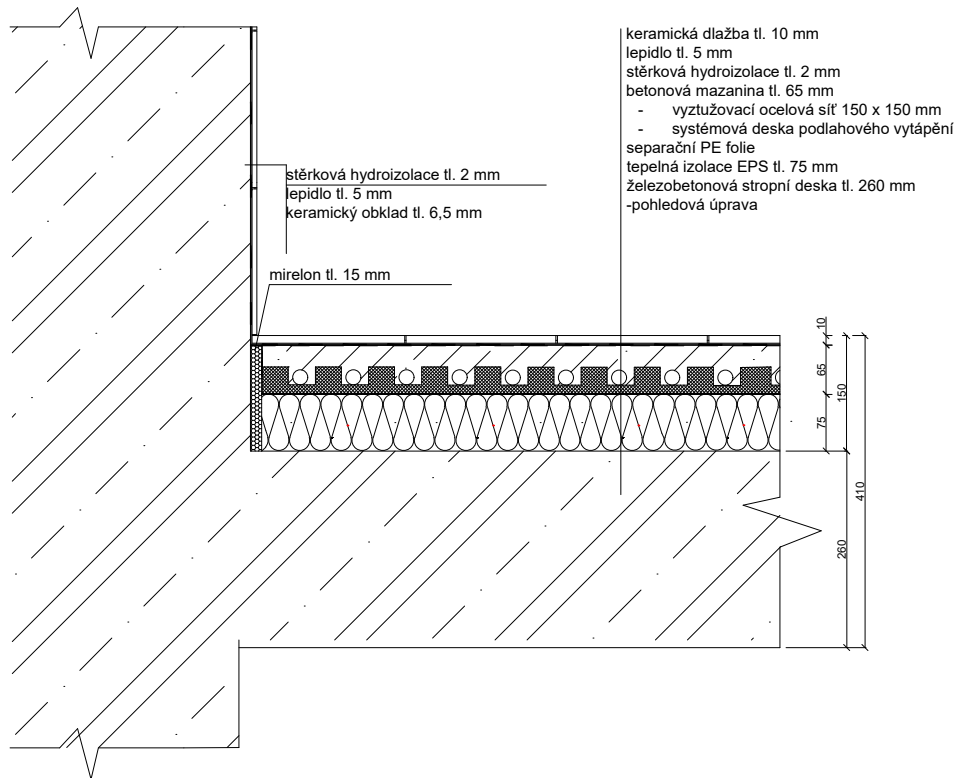 keramická dlažba tl. 10 mm
lepidlo tl. 5 mm
stěrková hydroizolace tl. 2 mm
betonová mazanina tl. 65 mm
- vyztužovací ocelová síť 150 x 150 mm
- systémová deska podlahového vytápění
separační PE folie
tepelná izolace EPS tl. 75 mm
železobetonová stropní deska tl. 260 mm
-pohledová úprava
stěrková hydroizolace tl. 2 mm
lepidlo tl. 5 mm
keramický obklad tl. 6,5 mm
mirelon tl. 15 mm
10
65
150
75
410
260